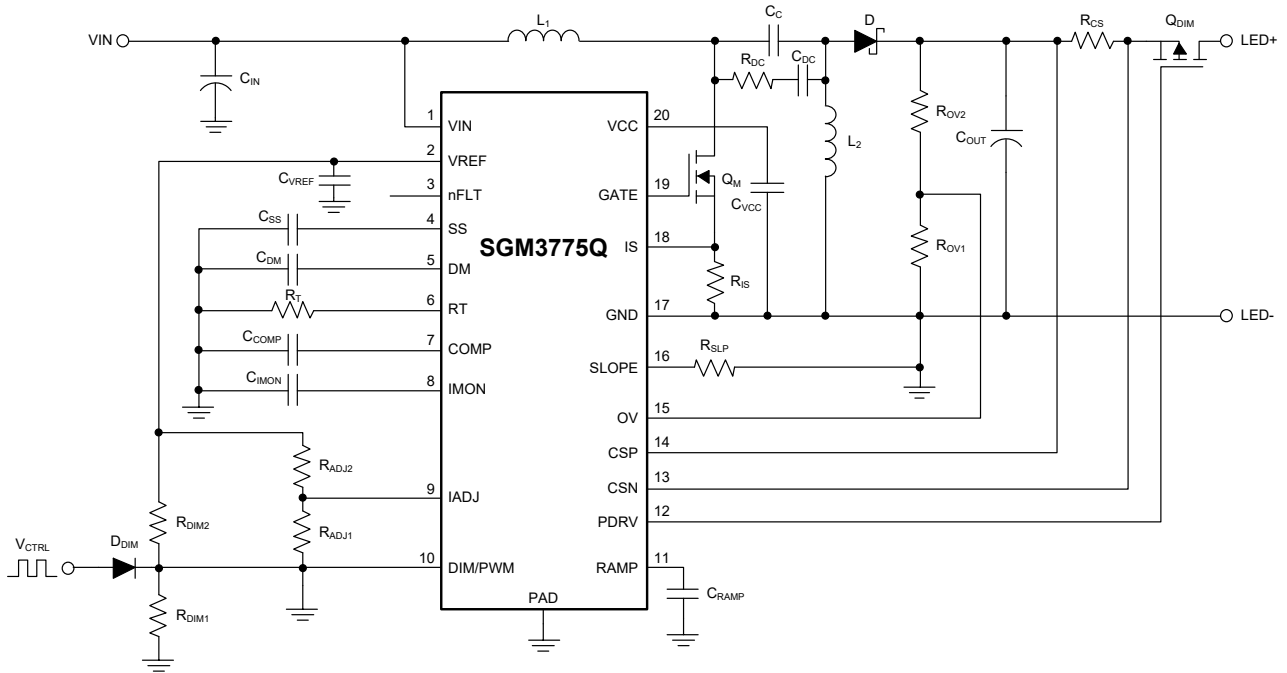 VIN
L1
CC
D
RCS
QDIM
LED+
CIN
RDC
CDC
L2
ROV2
COUT
ROV1
QM
CVCC
RIS
LED-
SGM3775Q
1 VIN
2 VREF
3 nFLT
4 SS
5 DM
6 RT
7 COMP
8 IMON
9 IADJ
10 DIM/PWM
VCC 20
GATE 19
IS 18
GND 17
SLOPE 16
OV 15
CSP 14
CSN 13
PDRV 12
RAMP 11
PAD
CVREF
CSS
CDM
RT
CCOMP
CIMON
RSLP
RADJ2
RADJ1
RDIM2
VCTRL
DDIM
RDIM1
CRAMP